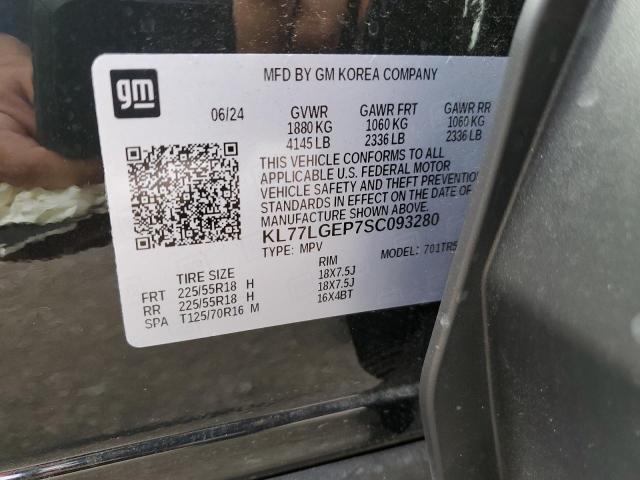 gm
MFD BY GM KOREA COMPANY
06/24 GVWR GAWR FRT GAWR RR
1880 KG 1060 KG 1060 KG
4145 LB 2336 LB 2336 LB
THIS VEHICLE CONFORMS TO ALL
APPLICABLE U.S. FEDERAL MOTOR
VEHICLE SAFETY AND THEFT PREVENTION
STANDARDS IN EFFECT ON THE DATE OF
MANUFACTURE SHOWN ABOVE.
KL77LGEP7SC093280
TYPE: MPV MODEL: 701TR5
TIRE SIZE RIM
FRT 225/55R18 H 18X7.5J
RR 225/55R18 H 18X7.5J
SPA T125/70R16 M 16X4BT